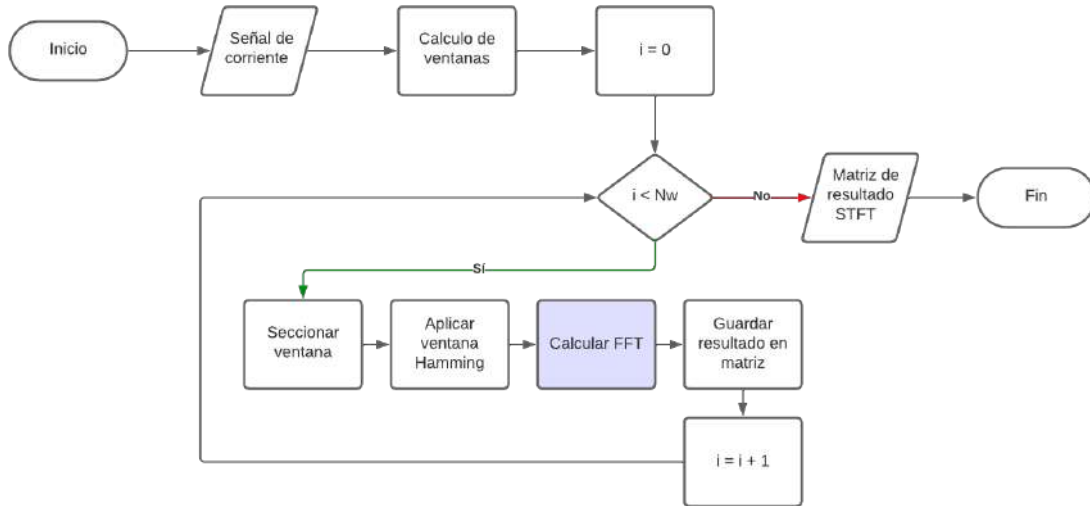 Inicio
Señal de
corriente
Calculo de
ventanas
i = 0
i < Nw
No
Matriz de
resultado
STFT
Fin
Sí
Seccionar
ventana
Aplicar
ventana
Hamming
Calcular FFT
Guardar
resultado en
matriz
i = i + 1